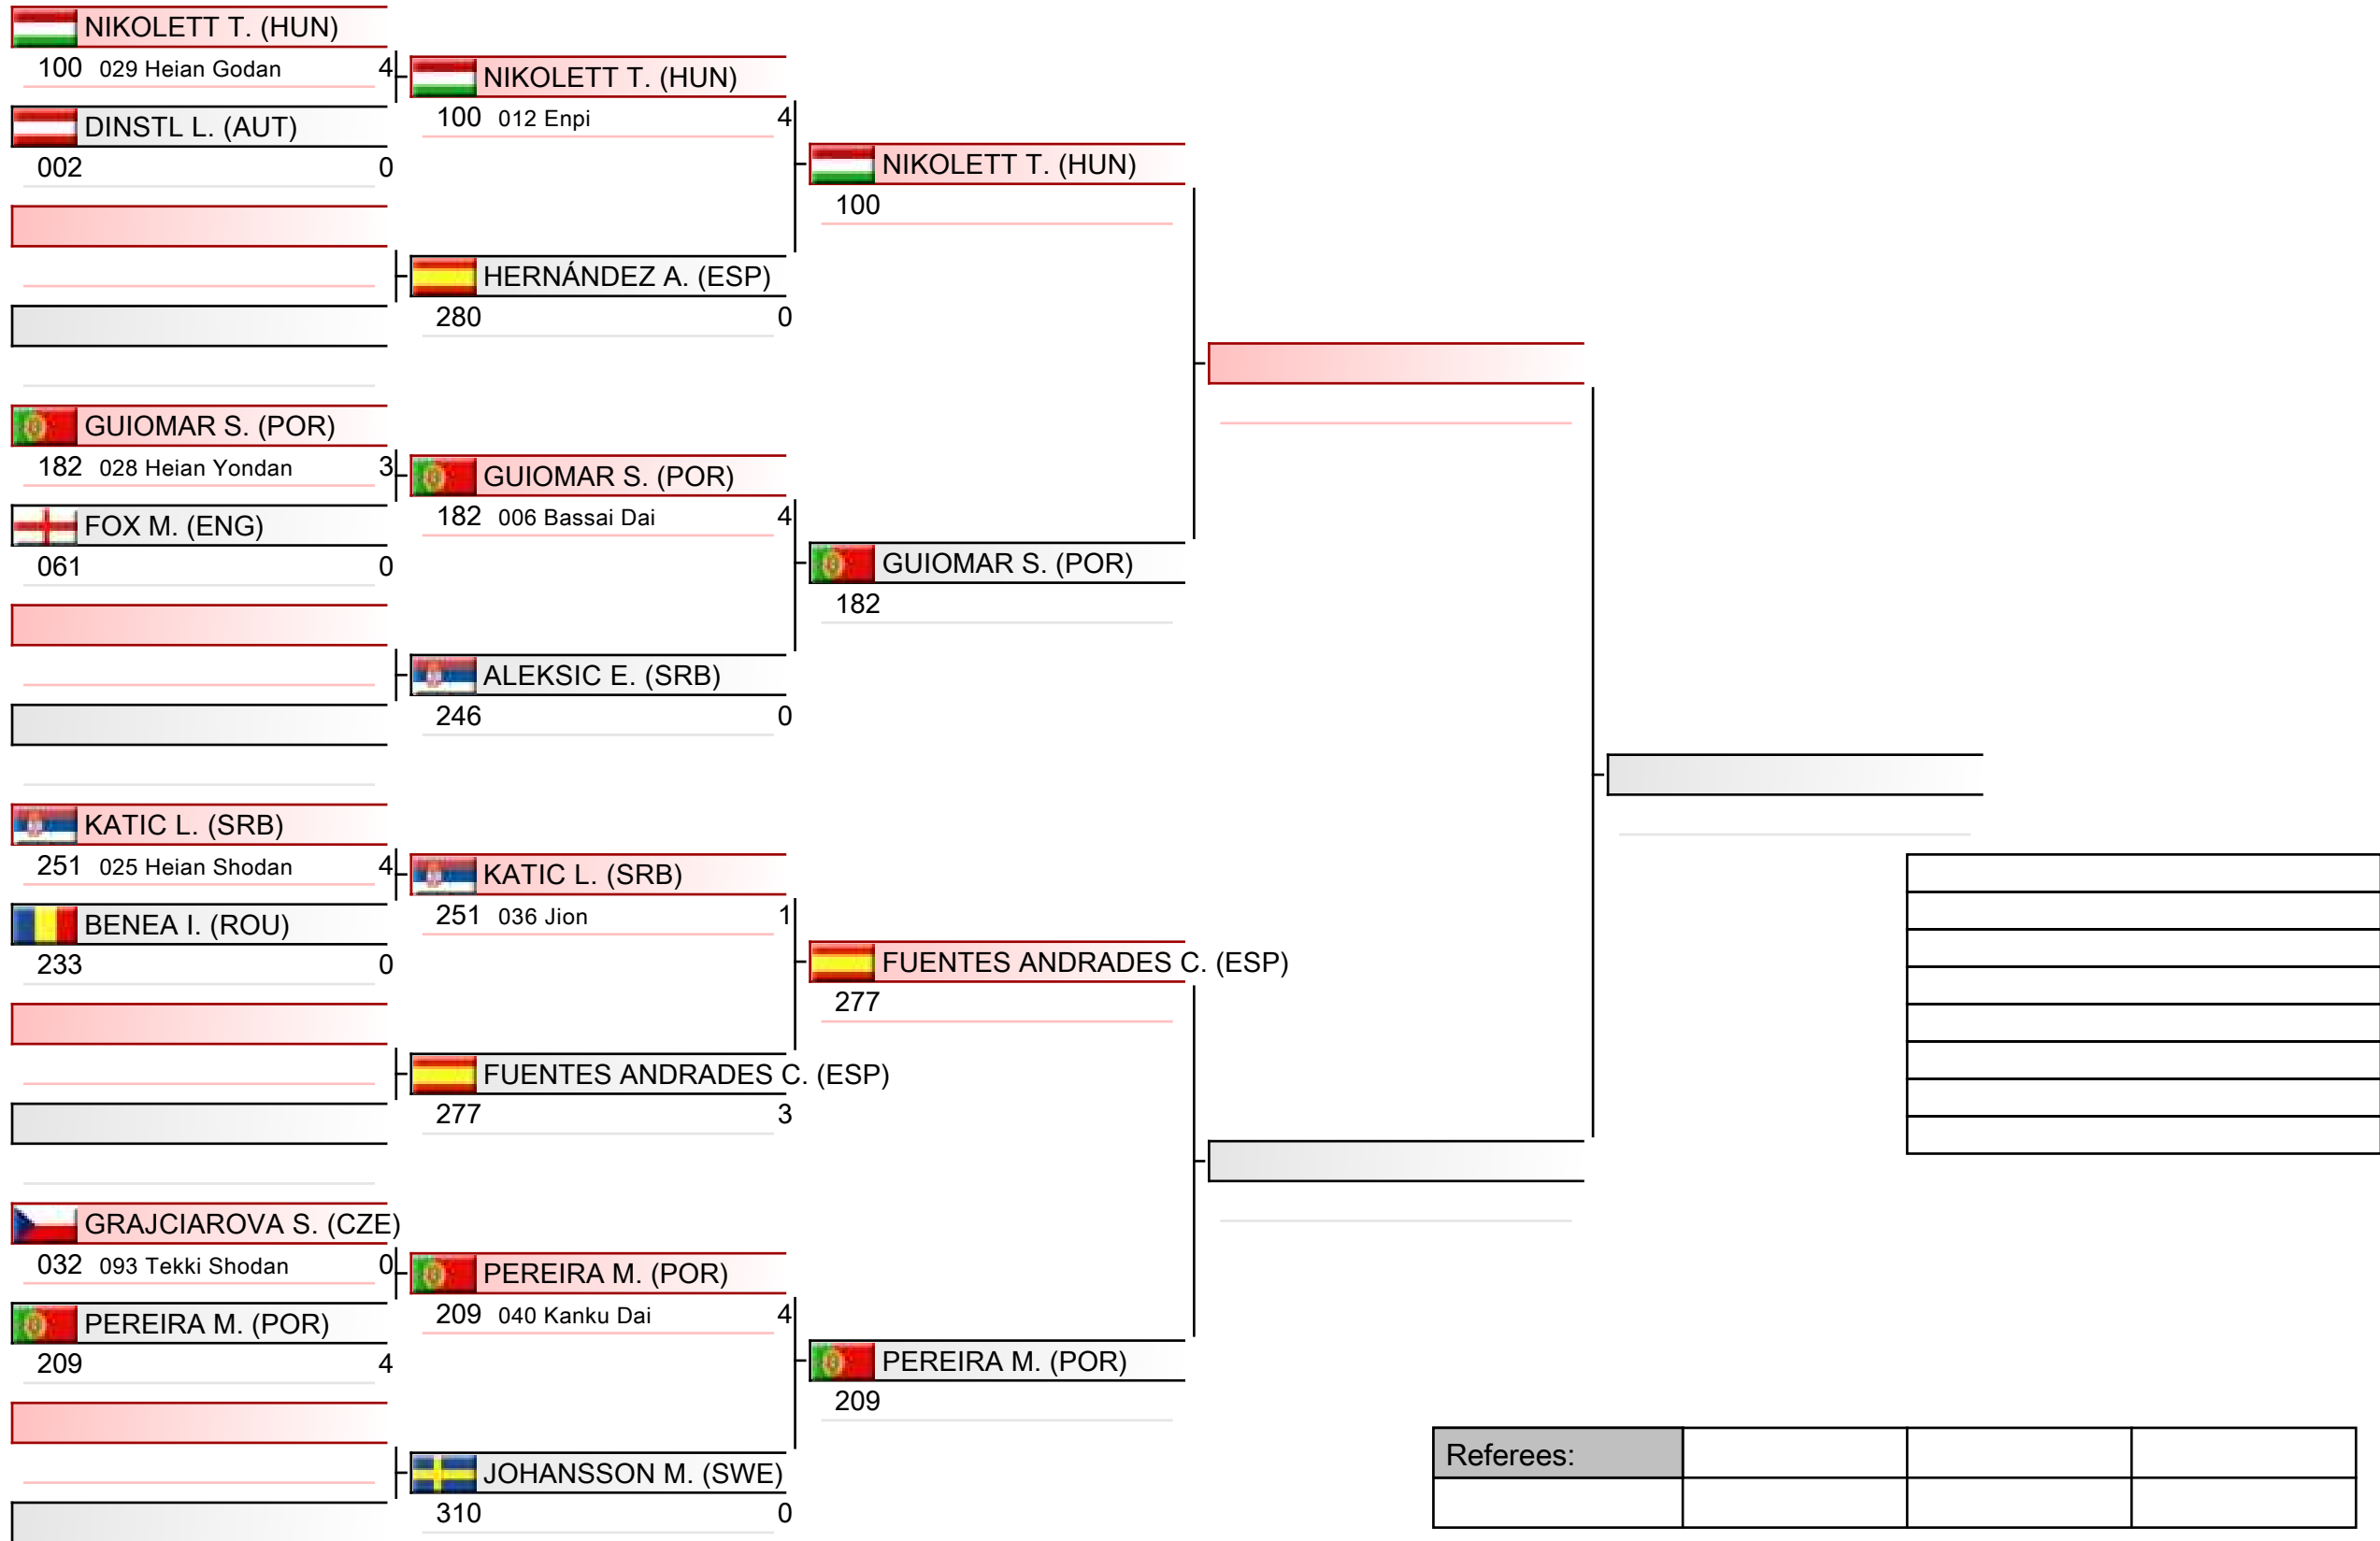 NIKOLETT T. (HUN)
100 029 Heian Godan 4
DINSTL L. (AUT)
002 0
GUIOMAR S. (POR)
182 028 Heian Yondan 3
FOX M. (ENG)
061 0
KATIC L. (SRB)
251 025 Heian Shodan 4
BENEA I. (ROU)
233 0
GRAJCIAROVA S. (CZE)
032 093 Tekki Shodan 0
PEREIRA M. (POR)
209 4
NIKOLETT T. (HUN)
100 012 Enpi 4
HERNÁNDEZ A. (ESP)
280 0
GUIOMAR S. (POR)
182 006 Bassai Dai 4
ALEKSIC E. (SRB)
246 0
KATIC L. (SRB)
251 036 Jion 1
FUENTES ANDRADES C. (ESP)
277 3
PEREIRA M. (POR)
209 040 Kanku Dai 4
JOHANSSON M. (SWE)
310 0
NIKOLETT T. (HUN)
100
GUIOMAR S. (POR)
182
FUENTES ANDRADES C. (ESP)
277
PEREIRA M. (POR)
209
Referees: